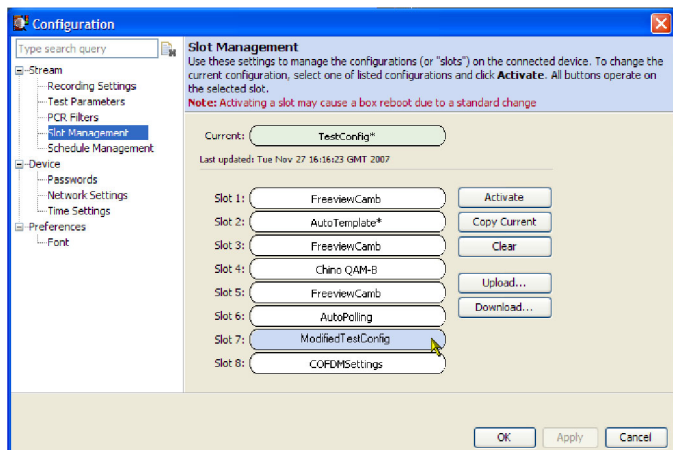 Configuration
Type search query
Stream
Recording Settings
Test Parameters
PCR Filters
Slot Management
Schedule Management
Device
Passwords
Network Settings
Time Settings
Preferences
Font
Slot Management
Use these settings to manage the configurations (or "slots") on the connected device. To change the
current configuration, select one of listed configurations and click Activate. All buttons operate on
the selected slot.
Note: Activating a slot may cause a box reboot due to a standard change
Current: TestConfig*
Last updated: Tue Nov 27 16:16:23 GMT 2007
Slot 1: FreeviewCamb
Slot 2: AutoTemplate*
Slot 3: FreeviewCamb
Slot 4: Chino QAM-B
Slot 5: FreeviewCamb
Slot 6: AutoPolling
Slot 7: ModifiedTestConfig
Slot 8: COFDMSettings
Activate
Copy Current
Clear
Upload...
Download...
OK Apply Cancel